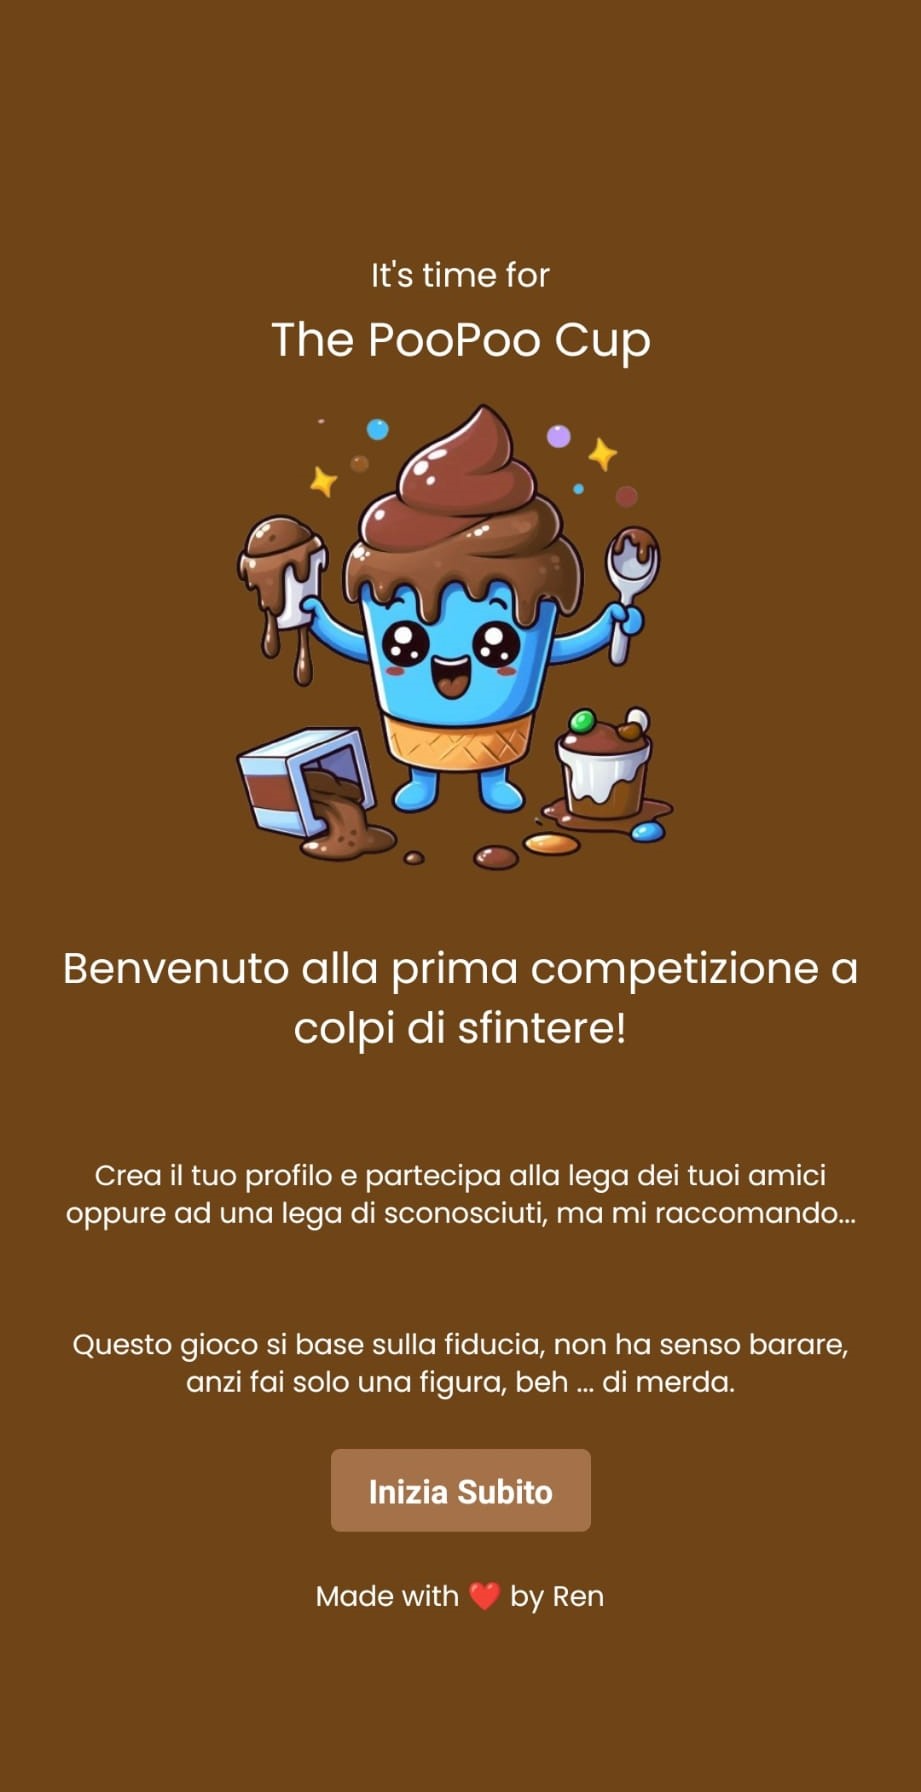 It's time for
The PooPoo Cup
Benvenuto alla prima competizione a
colpi di sfintere!
Crea il tuo profilo e partecipa alla lega dei tuoi amici
oppure ad una lega di sconosciuti, ma mi raccomando...
Questo gioco si base sulla fiducia, non ha senso barare,
anzi fai solo una figura, beh ... di merda.
Inizia Subito
Made with ❤️ by Ren